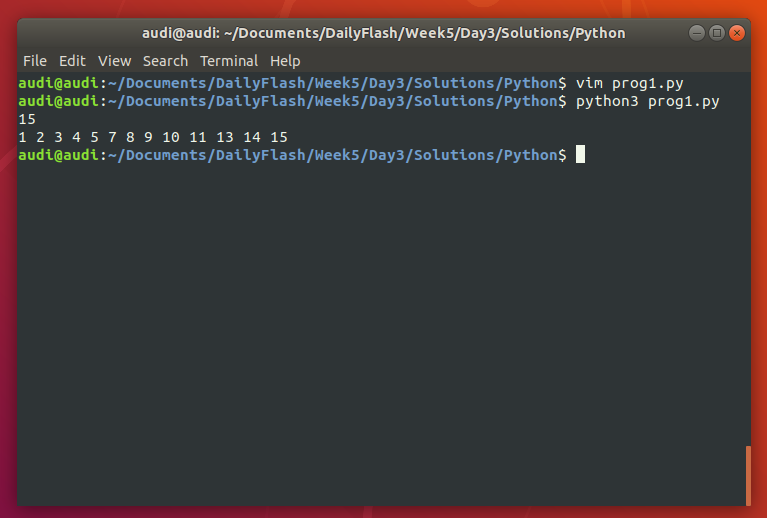 audi@audi: ~/Documents/DailyFlash/Week5/Day3/Solutions/Python
File Edit View Search Terminal Help
audi@audi:~/Documents/DailyFlash/Week5/Day3/Solutions/Python$ vim prog1.py
audi@audi:~/Documents/DailyFlash/Week5/Day3/Solutions/Python$ python3 prog1.py
15
1 2 3 4 5 7 8 9 10 11 13 14 15
audi@audi:~/Documents/DailyFlash/Week5/Day3/Solutions/Python$